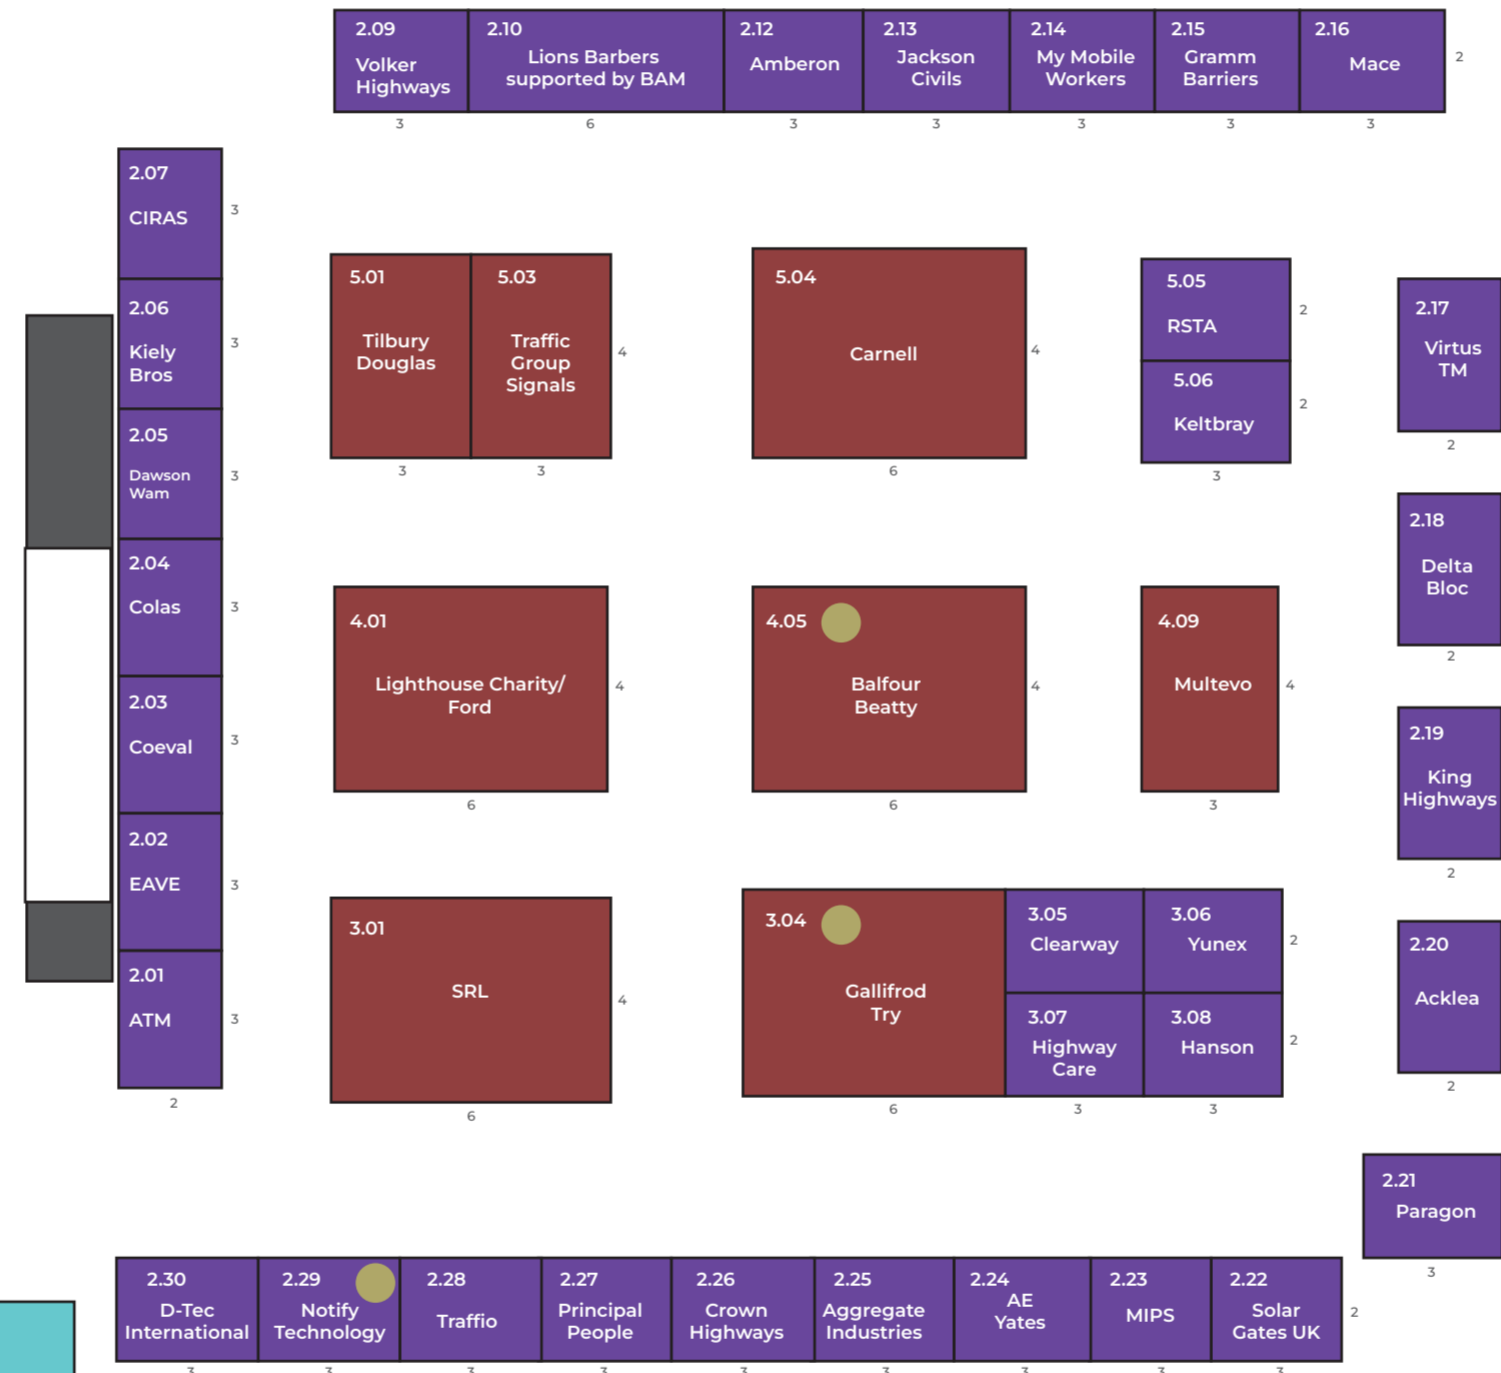 2.09
Volker
Highways
2.10
Lions Barbers
supported by BAM
2.12
Amberon
2.13
Jackson
Civils
2.14
My Mobile
Workers
2.15
Gramm
Barriers
2.16
Mace
2
3
6
3
3
3
3
3
2.07
CIRAS
3
2.06
Kiely
Bros
3
2.05
Dawson
Wam
3
2.04
Colas
3
2.03
Coeval
3
2.02
EAVE
3
2.01
ATM
3
2
5.01
Tilbury
Douglas
5.03
Traffic
Group
Signals
4
3
3
5.04
Carnell
4
6
5.05
RSTA
2
5.06
Keltbray
2
3
2.17
Virtus
TM
2
2.18
Delta
Bloc
2
4.01
Lighthouse Charity/
Ford
4
6
4.05
Balfour
Beatty
4
6
4.09
Multevo
4
3
2.19
King
Highways
2
3.01
SRL
4
6
3.04
Gallifrod
Try
6
3.05
Clearway
3.06
Yunex
2
3.07
Highway
Care
3.08
Hanson
2
3
3
2.20
Acklea
2
2.21
Paragon
3
2.30
D-Tec
International
2.29
Notify
Technology
2.28
Traffio
2.27
Principal
People
2.26
Crown
Highways
2.25
Aggregate
Industries
2.24
AE
Yates
2.23
MIPS
2.22
Solar
Gates UK
2